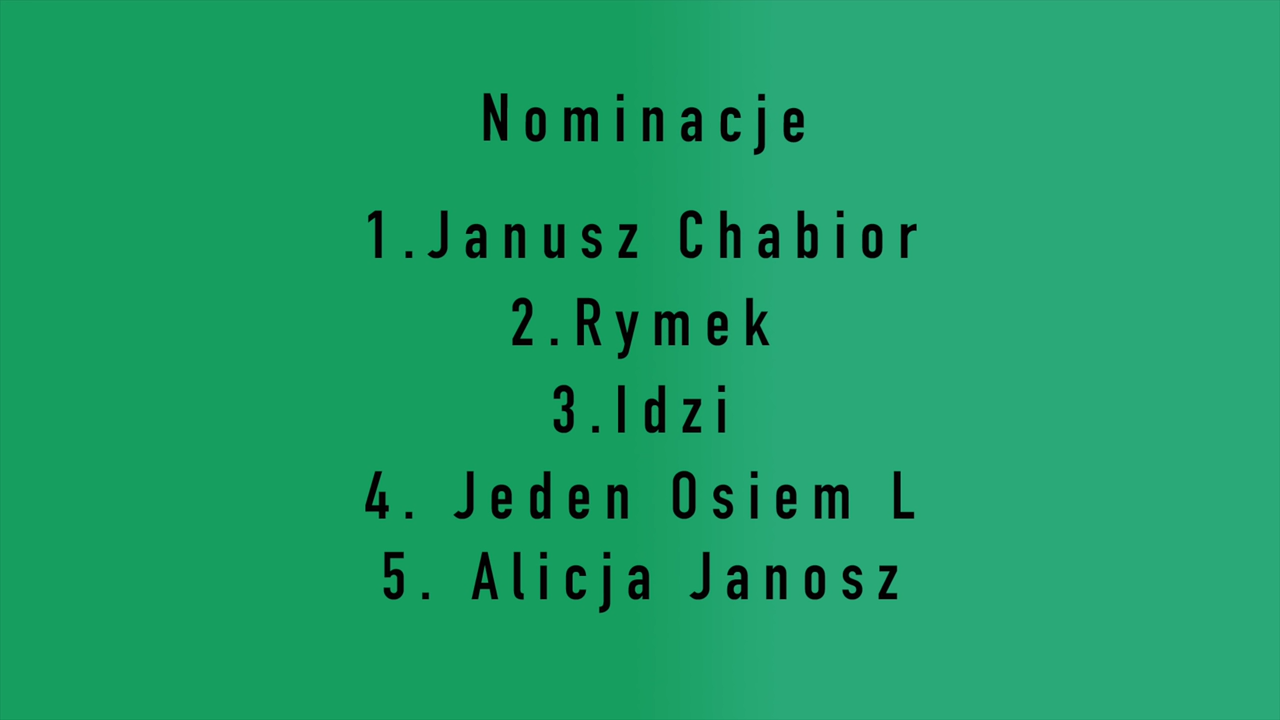 Nominacje
1.Janusz Chabior
2.Rymek
3.Idzi
4. Jeden Osiem L
5. Alicja Janosz